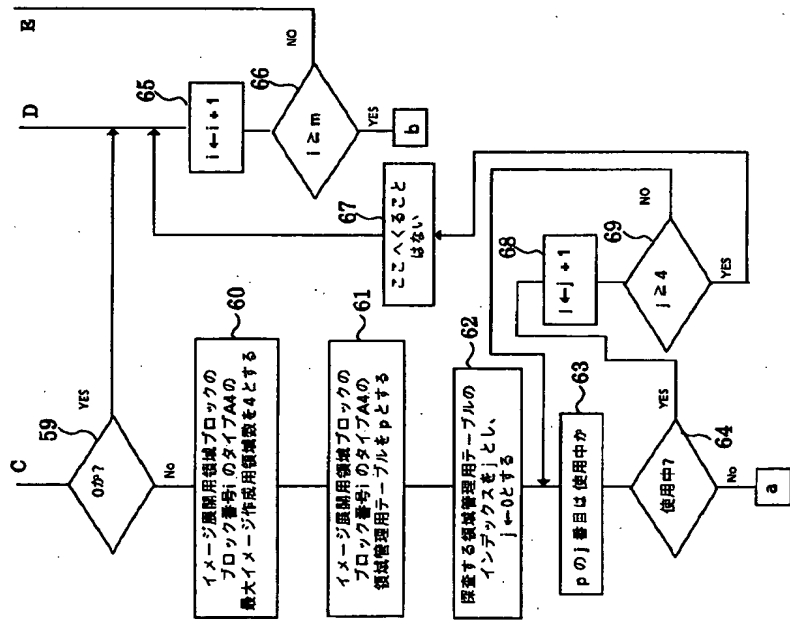 C
D
E
59
0か?
YES
No
60
イメージ展開用領域ブロックの
ブロック番号iのタイプA4の
最大イメージ作成用領域数を4とする
61
イメージ展開用領域ブロックの
ブロック番号iのタイプA4の
領域管理用テーブルをpとする
62
探査する領域管理用テーブルの
インデックスをjとし、
j←0とする
63
pのj番目は使用中か
64
使用中?
YES
No
a
65
i←i+1
66
i≥m
NO
YES
b
67
ここへくること
はない
68
j←j+1
69
j≥4
NO
YES